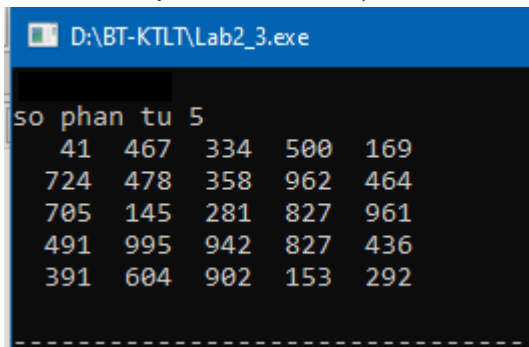 D:\BT-KTLT\Lab2_3.exe
so phan tu 5
41 467 334 500 169
724 478 358 962 464
705 145 281 827 961
491 995 942 827 436
391 604 902 153 292
--------------------------------